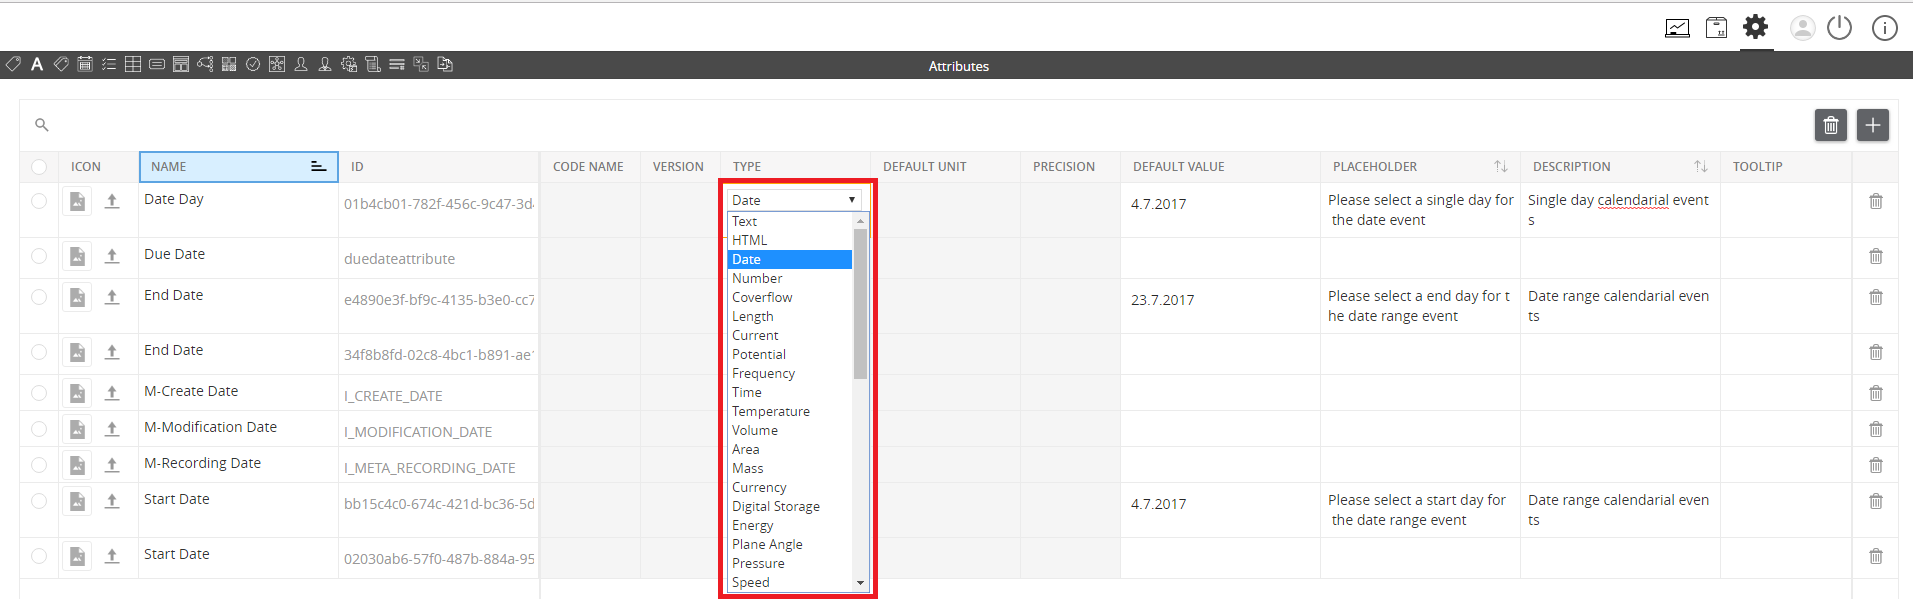 Attributes
ICON NAME ID CODE NAME VERSION TYPE DEFAULT UNIT PRECISION DEFAULT VALUE PLACEHOLDER DESCRIPTION TOOLTIP
Date Day 01b4cb01-782f-456c-9c47-3d Date 4.7.2017 Please select a single day for Single day calendarial event
the date event s
Text
HTML
Due Date duedateattribute Date
Number
End Date e4890e3f-bf9c-4135-b3e0-cc7 Coverflow 23.7.2017 Please select a end day for t Date range calendarial even
Length he date range event ts
Current
End Date 34f8b8fd-02c8-4bc1-b891-ae Potential
Frequency
M-Create Date I_CREATE_DATE Time
Temperature
M-Modification Date I_MODIFICATION_DATE Volume
Area
M-Recording Date I_META_RECORDING_DATE Mass
Currency
Start Date bb15c4c0-674c-421d-bc36-5d Digital Storage 4.7.2017 Please select a start day for Date range calendarial even
Energy the date range event ts
Plane Angle
Start Date 02030ab6-57f0-487b-884a-95 Pressure
Speed